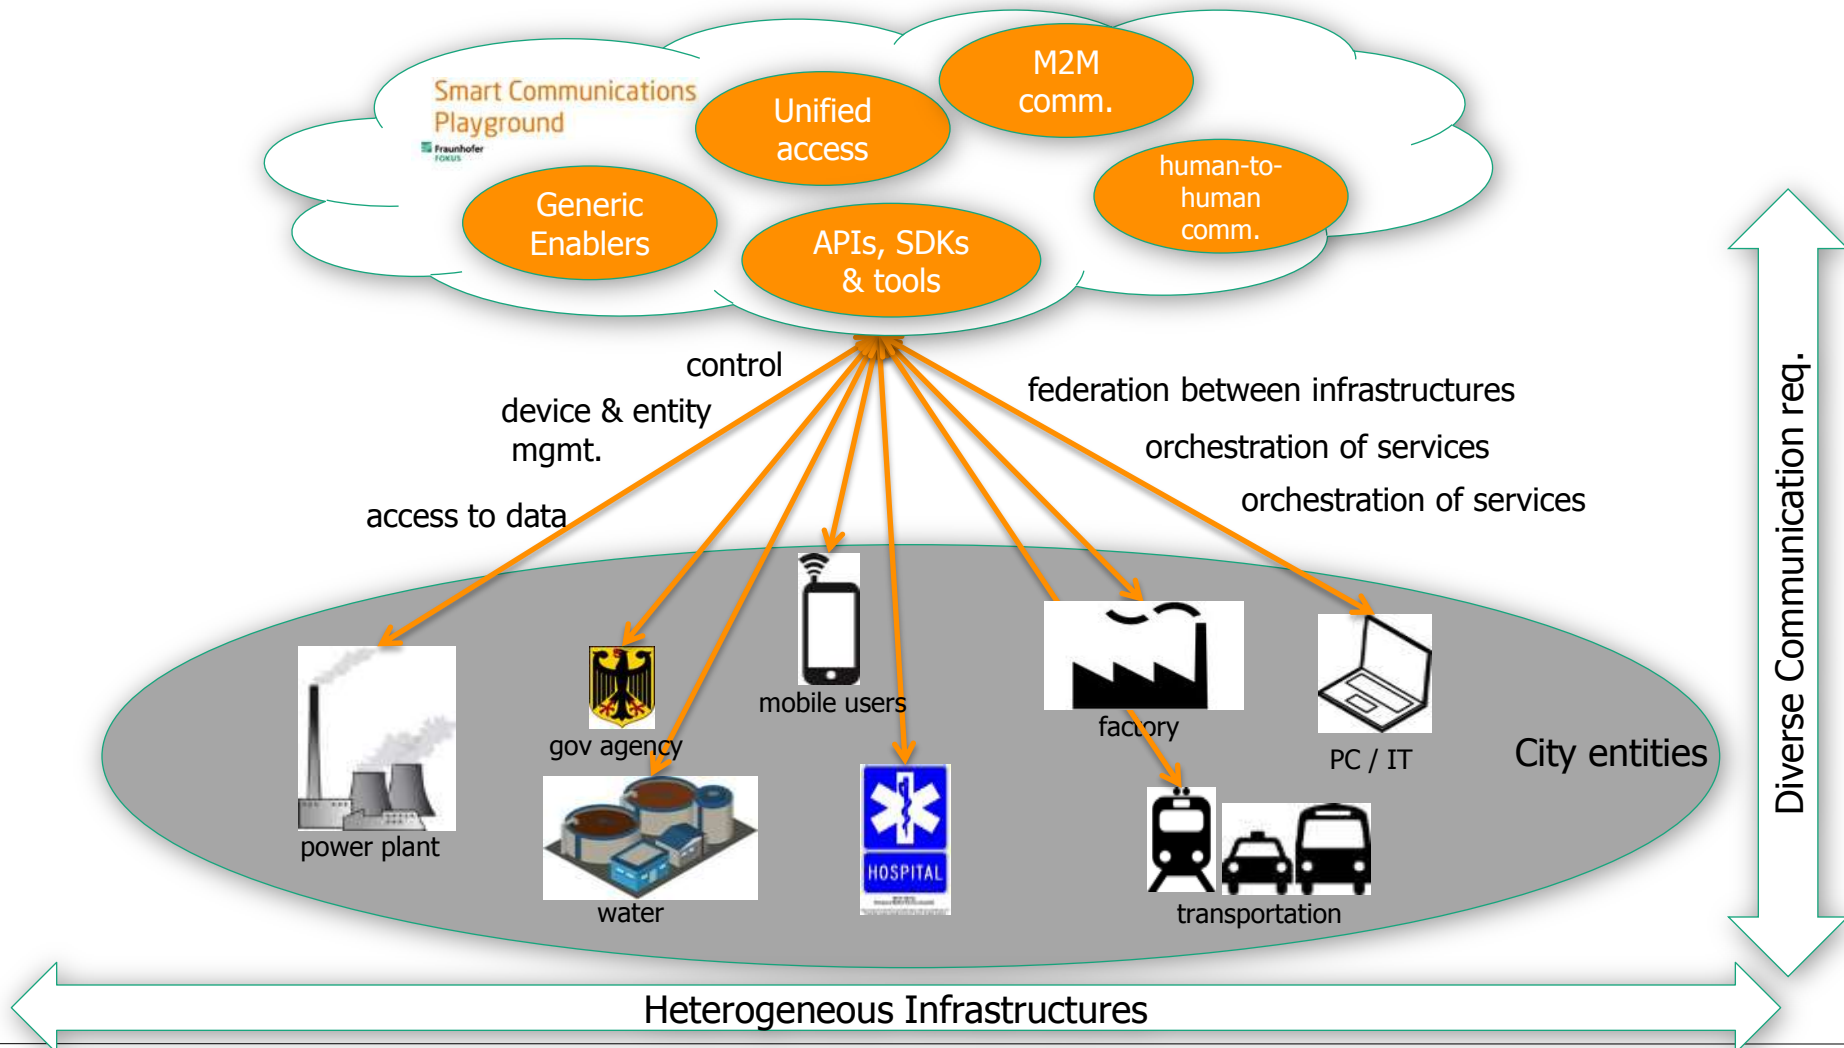 Smart Communications
Playground
Fraunhofer
FOKUS
M2M
comm.
Unified
access
human-to-
human
comm.
Generic
Enablers
APIs, SDKs
& tools
control
device & entity
mgmt.
access to data
federation between infrastructures
orchestration of services
orchestration of services
Diverse Communication req.
mobile users
gov agency
factory
PC / IT
City entities
power plant
water
HOSPITAL
transportation
Heterogeneous Infrastructures